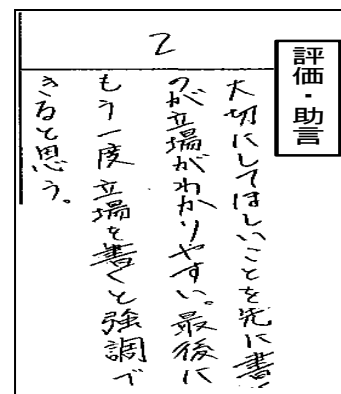 評価・助言
2
大切にしてほしいことを先に書い
のが立場がわかりやすい。最後に
もう一度立場を書くと強調で
きると思う。